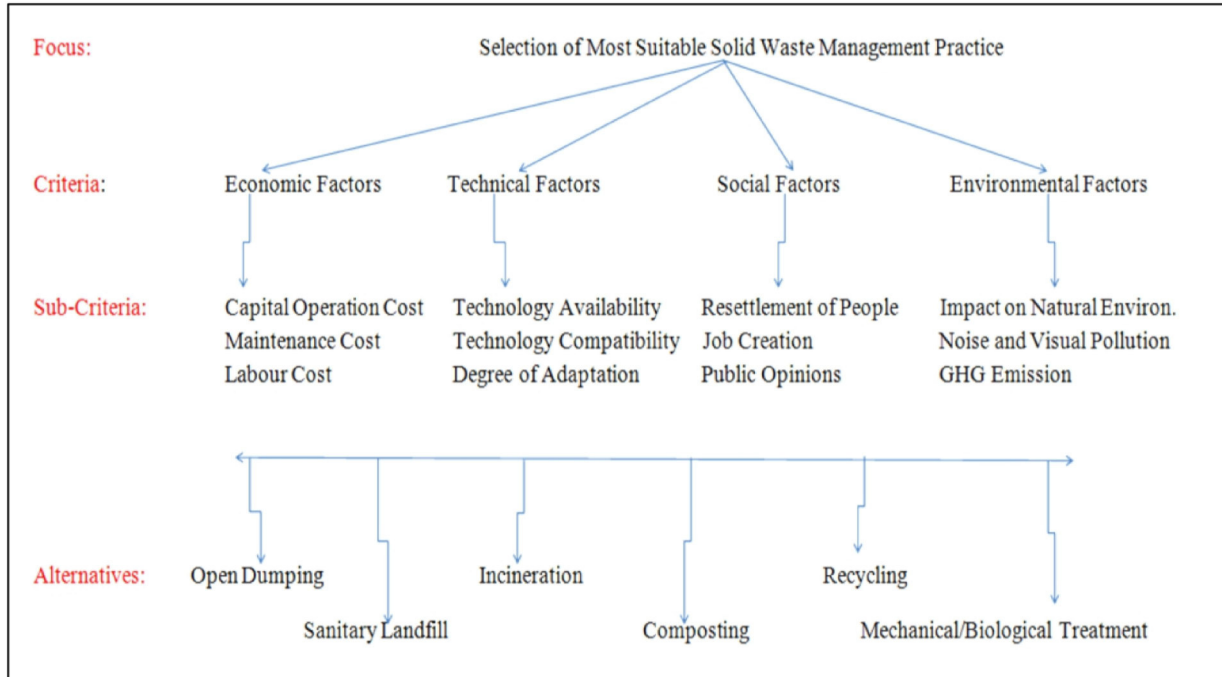 Focus: Selection of Most Suitable Solid Waste Management Practice
Criteria: Economic Factors Technical Factors Social Factors Environmental Factors
Sub-Criteria: Capital Operation Cost Technology Availability Resettlement of People Impact on Natural Environ.
Maintenance Cost Technology Compatibility Job Creation Noise and Visual Pollution
Labour Cost Degree of Adaptation Public Opinions GHG Emission
Alternatives: Open Dumping Incineration Recycling
Sanitary Landfill Composting Mechanical/Biological Treatment